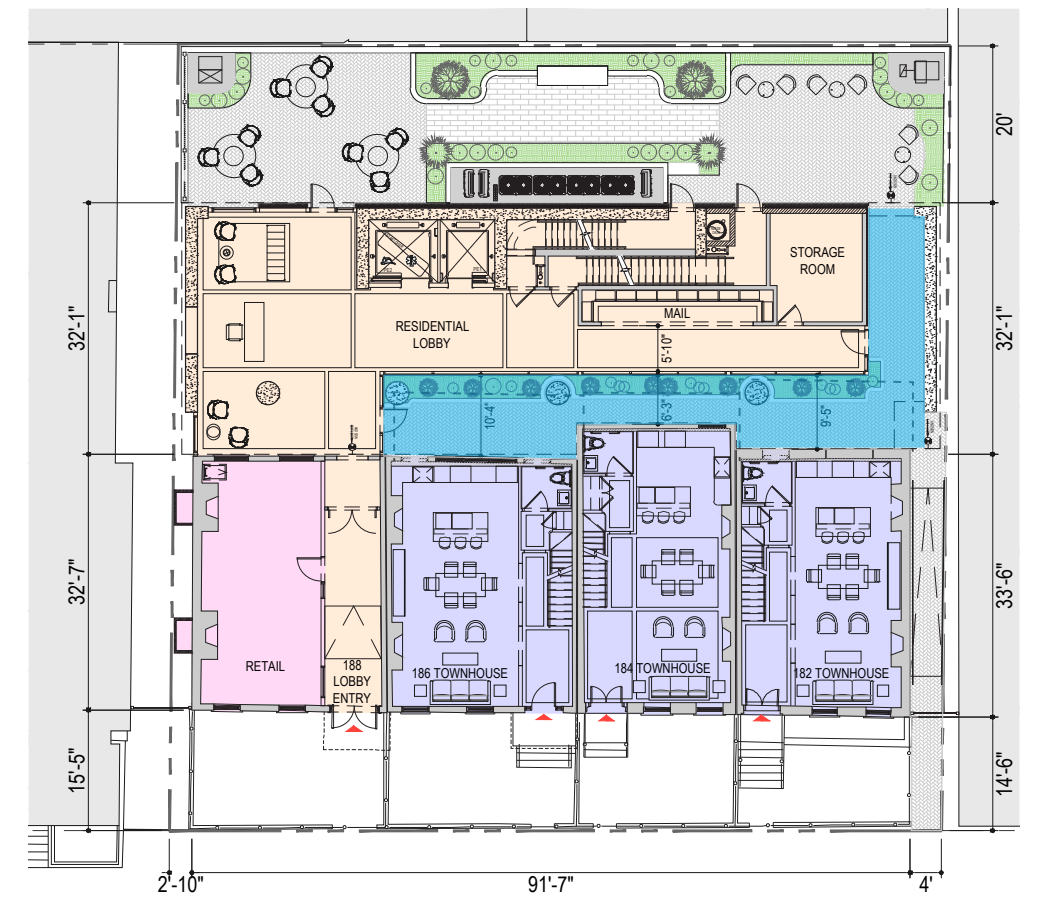 20'
STORAGE
ROOM
MAIL
RESIDENTIAL
LOBBY
5'-10"
32'-1"
32'-1"
10'-4"
6'-3"
9'-5"
32'-7"
33'-6"
RETAIL
188
LOBBY
ENTRY
186 TOWNHOUSE
184 TOWNHOUSE
182 TOWNHOUSE
15'-5"
14'-6"
2'-10"
91'-7"
4'